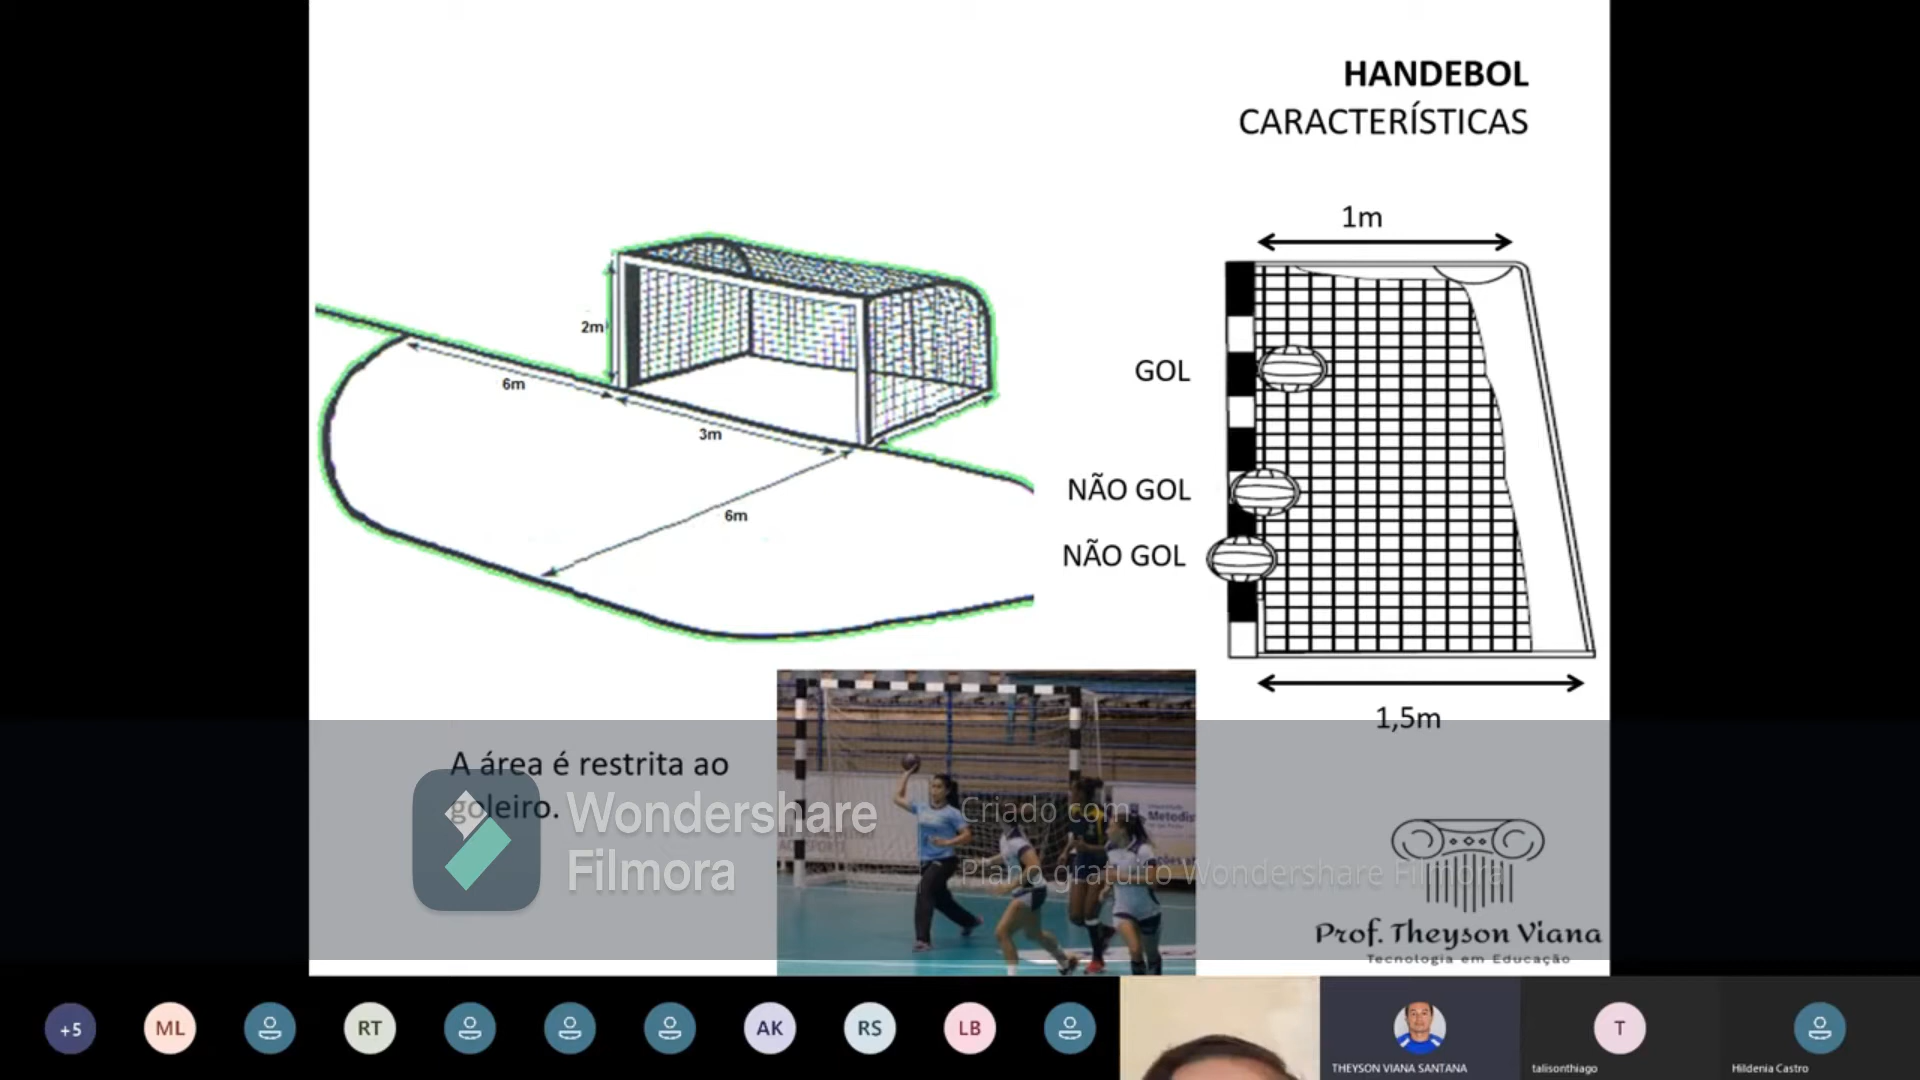 HANDEBOL
CARACTERÍSTICAS
1m
2m
6m
3m
6m
GOL
NÃO GOL
NÃO GOL
1,5m
A área é restrita ao
goleiro.
Wondershare
Filmora
Criado com
Plano gratuito Wondershare Filmora
Metodis
Prof. Theyson Viana
Tecnologia em Educação
+5
ML
RT
AK
RS
LB
THEYSON VIANA SANTANA
T
talisonthiago
Hildenia Castro